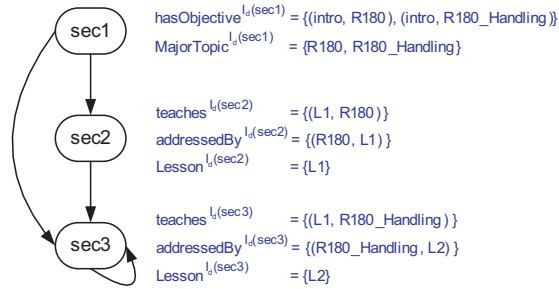 sec1
hasObjective^I_d(sec1) = {(intro, R180), (intro, R180_Handling)}
MajorTopic^I_d(sec1) = {R180, R180_Handling}
sec2
teaches^I_d(sec2) = {(L1, R180)}
addressedBy^I_d(sec2) = {(R180, L1)}
Lesson^I_d(sec2) = {L1}
sec3
teaches^I_d(sec3) = {(L1, R180_Handling)}
addressedBy^I_d(sec3) = {(R180_Handling, L2)}
Lesson^I_d(sec3) = {L2}